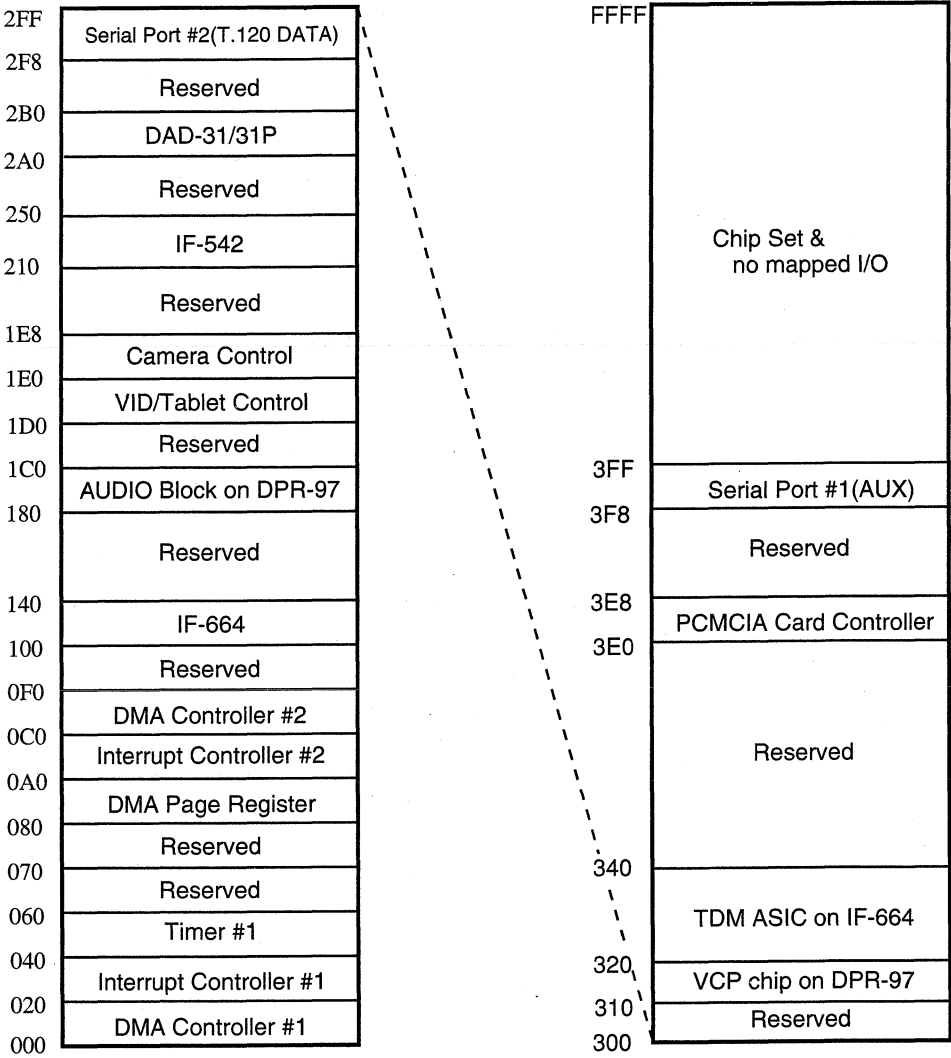 2FF
Serial Port #2(T.120 DATA)
2F8
Reserved
2B0
DAD-31/31P
2A0
Reserved
250
IF-542
210
Reserved
1E8
Camera Control
1E0
VID/Tablet Control
1D0
Reserved
1C0
AUDIO Block on DPR-97
180
Reserved
140
IF-664
100
Reserved
0F0
DMA Controller #2
0C0
Interrupt Controller #2
0A0
DMA Page Register
080
Reserved
070
Reserved
060
Timer #1
040
Interrupt Controller #1
020
DMA Controller #1
000
FFFF
Chip Set &
no mapped I/O
3FF
Serial Port #1(AUX)
3F8
Reserved
3E8
PCMCIA Card Controller
3E0
Reserved
340
TDM ASIC on IF-664
320
VCP chip on DPR-97
310
Reserved
300